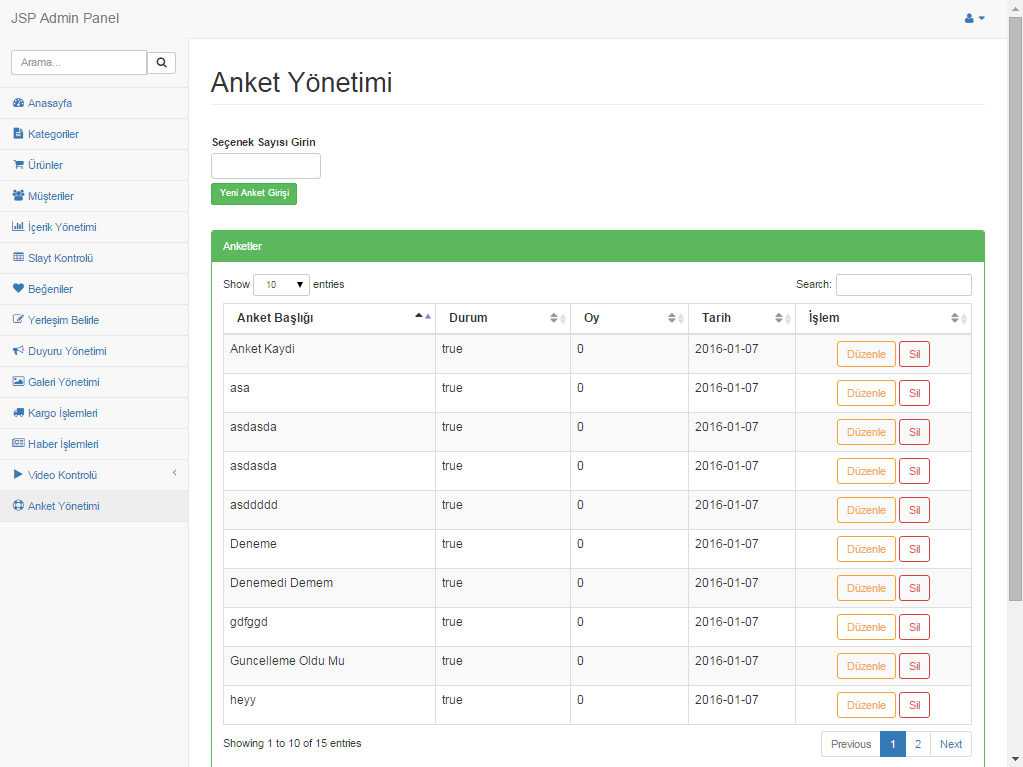 JSP Admin Panel
Arama...
Anasayfa
Kategoriler
Ürünler
Müşteriler
İçerik Yönetimi
Slayt Kontrolü
Beğeniler
Yerleşim Belirle
Duyuru Yönetimi
Galeri Yönetimi
Kargo İşlemleri
Haber İşlemleri
Video Kontrolü
Anket Yönetimi
Anket Yönetimi
Seçenek Sayısı Girin
Yeni Anket Girişi
Anketler
Show 10 entries Search:
Anket Başlığı Durum Oy Tarih İşlem
Anket Kaydi true 0 2016-01-07 Düzenle Sil
asa true 0 2016-01-07 Düzenle Sil
asdasda true 0 2016-01-07 Düzenle Sil
asdasda true 0 2016-01-07 Düzenle Sil
asddddd true 0 2016-01-07 Düzenle Sil
Deneme true 0 2016-01-07 Düzenle Sil
Denemedi Demem true 0 2016-01-07 Düzenle Sil
gdfggd true 0 2016-01-07 Düzenle Sil
Guncelleme Oldu Mu true 0 2016-01-07 Düzenle Sil
heyy true 0 2016-01-07 Düzenle Sil
Showing 1 to 10 of 15 entries Previous 1 2 Next